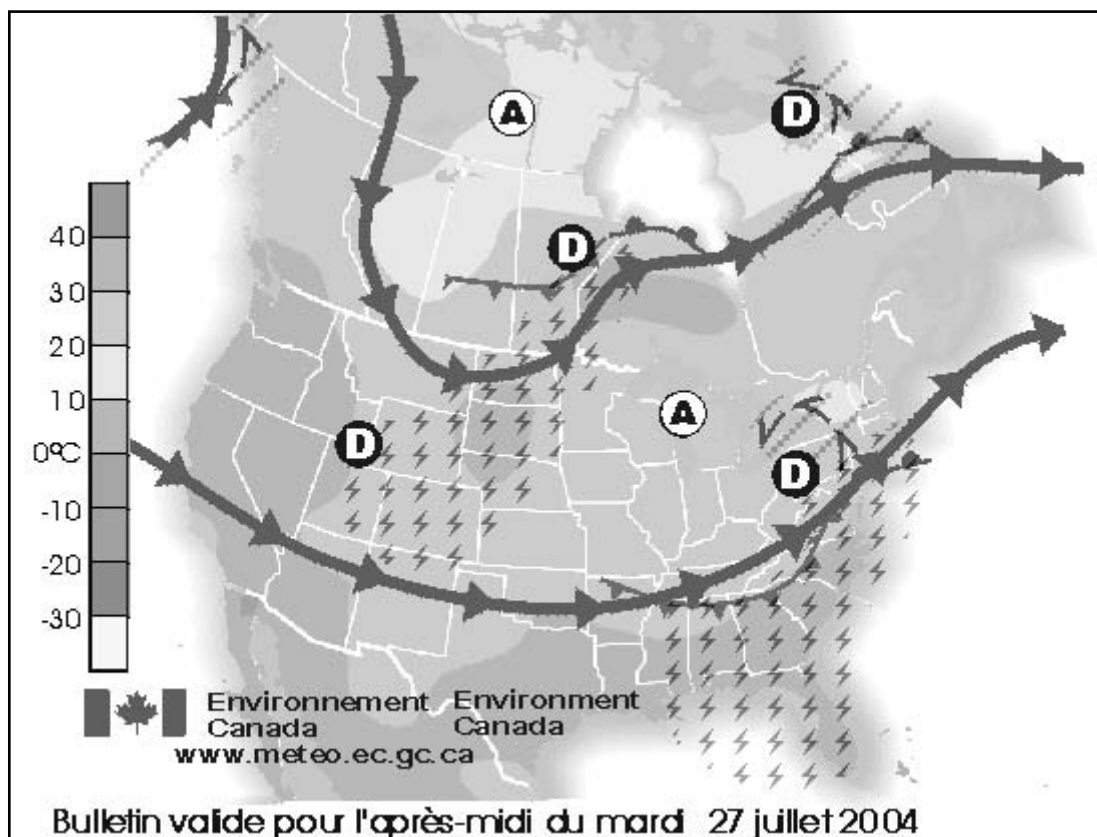 A
D
D
40
30
20
10
0ºC
-10
-20
-30
A
D
D
Environnement Environment
Canada Canada
www.meteo.ec.gc.ca
Bulletin valide pour l'après-midi du mardi 27 juillet 2004